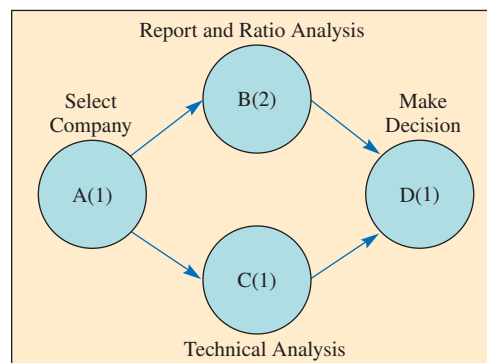 Report and Ratio Analysis
B(2)
Select
Company
Make
Decision
A(1)
D(1)
C(1)
Technical Analysis